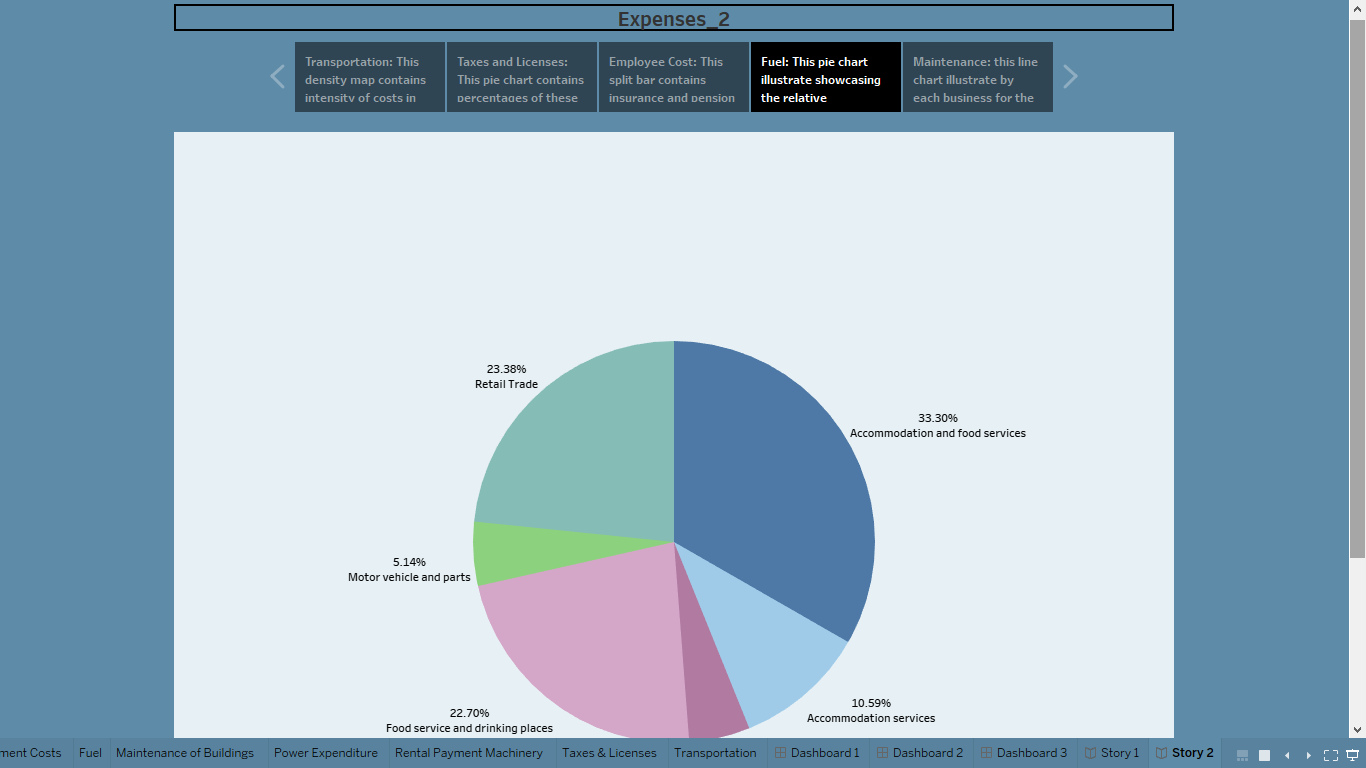 Expenses_2
Transportation: This
density map contains
intensity of costs in
Taxes and Licenses:
This pie chart contains
percentages of these
Employee Cost: This
split bar contains
insurance and pension
Fuel: This pie chart
illustrate showcasing
the relative
Maintenance: this line
chart illustrate by
each business for the
23.38%
Retail Trade
33.30%
Accommodation and food services
5.14%
Motor vehicle and parts
22.70%
Food service and drinking places
10.59%
Accommodation services
ment Costs
Fuel
Maintenance of Buildings
Power Expenditure
Rental Payment Machinery
Taxes & Licenses
Transportation
Dashboard 1
Dashboard 2
Dashboard 3
Story 1
Story 2